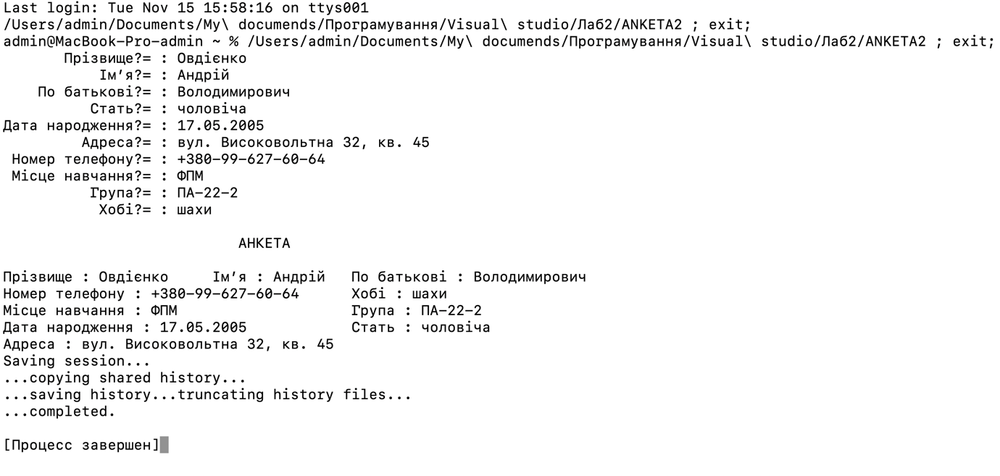 Last login: Tue Nov 15 15:58:16 on ttys001
/Users/admin/Documents/My\ documends/Програмування/Visual\ studio/Лаб2/ANKETA2 ; exit;
admin@MacBook-Pro-admin ~ % /Users/admin/Documents/My\ documends/Програмування/Visual\ studio/Лаб2/ANKETA2 ; exit;
Прізвище?= : Овдієнко
Ім’я?= : Андрій
По батькові?= : Володимирович
Стать?= : чоловіча
Дата народження?= : 17.05.2005
Адреса?= : вул. Високовольтна 32, кв. 45
Номер телефону?= : +380-99-627-60-64
Місце навчання?= : ФПМ
Група?= : ПА-22-2
Хобі?= : шахи
АНКЕТА
Прізвище : Овдієнко Ім’я : Андрій По батькові : Володимирович
Номер телефону : +380-99-627-60-64 Хобі : шахи
Місце навчання : ФПМ Група : ПА-22-2
Дата народження : 17.05.2005 Стать : чоловіча
Адреса : вул. Високовольтна 32, кв. 45
Saving session...
...copying shared history...
...saving history...truncating history files...
...completed.
[Процесс завершен]